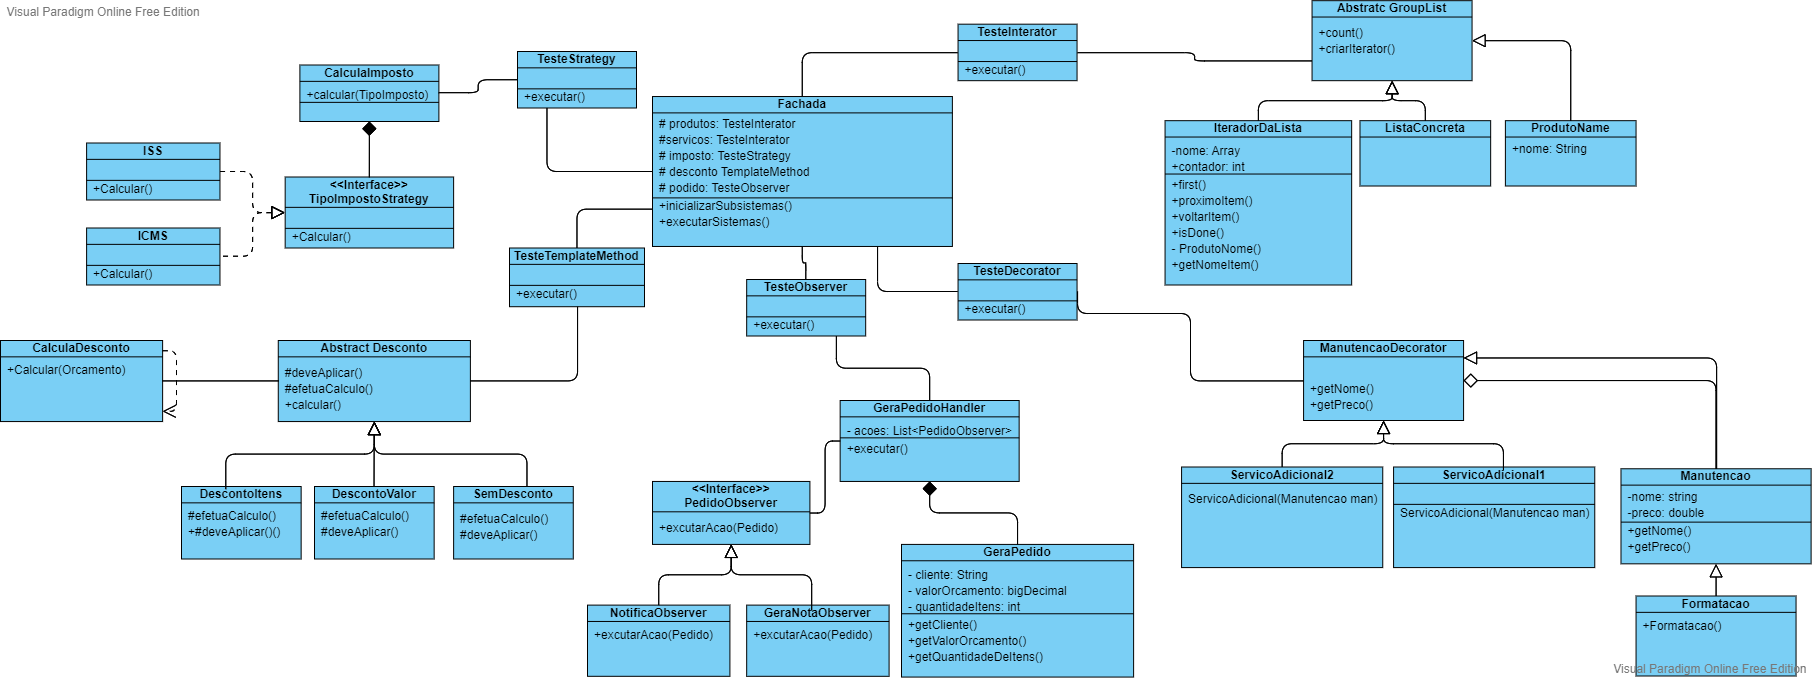 Visual Paradigm Online Free Edition
Abstratc GroupList
+count()
+criarIterator()
TesteInterator
+executar()
TesteStrategy
+executar()
CalculaImposto
+calcular(TipoImposto)
Fachada
# produtos: TesteInterator
#servicos: TesteInterator
# imposto: TesteStrategy
# desconto TemplateMethod
# podido: TesteObserver
+inicializarSubsistemas()
+executarSistemas()
IteradorDaLista
-nome: Array
+contador: int
+first()
+proximoItem()
+voltarItem()
+isDone()
- ProdutoNome()
+getNomeItem()
ListaConcreta
ProdutoName
+nome: String
ISS
+Calcular()
<<Interface>>
TipoImpostoStrategy
+Calcular()
ICMS
+Calcular()
TesteTemplateMethod
+executar()
TesteObserver
+executar()
TesteDecorator
+executar()
CalculaDesconto
+Calcular(Orcamento)
Abstract Desconto
#deveAplicar()
#efetuaCalculo()
+calcular()
ManutencaoDecorator
+getNome()
+getPreco()
GeraPedidoHandler
- acoes: List<PedidoObserver>
+executar()
DescontoItens
#efetuaCalculo()
+#deveAplicar()()
DescontoValor
#efetuaCalculo()
#deveAplicar()
SemDesconto
#efetuaCalculo()
#deveAplicar()
<<Interface>>
PedidoObserver
+excutarAcao(Pedido)
ServicoAdicional2
ServicoAdicional(Manutencao man)
ServicoAdicional1
ServicoAdicional(Manutencao man)
Manutencao
-nome: string
-preco: double
+getNome()
+getPreco()
GeraPedido
- cliente: String
- valorOrcamento: bigDecimal
- quantidadeItens: int
+getCliente()
+getValorOrcamento()
+getQuantidadeDeItens()
NotificaObserver
+excutarAcao(Pedido)
GeraNotaObserver
+excutarAcao(Pedido)
Formatacao
+Formatacao()
Visual Paradigm Online Free Edition